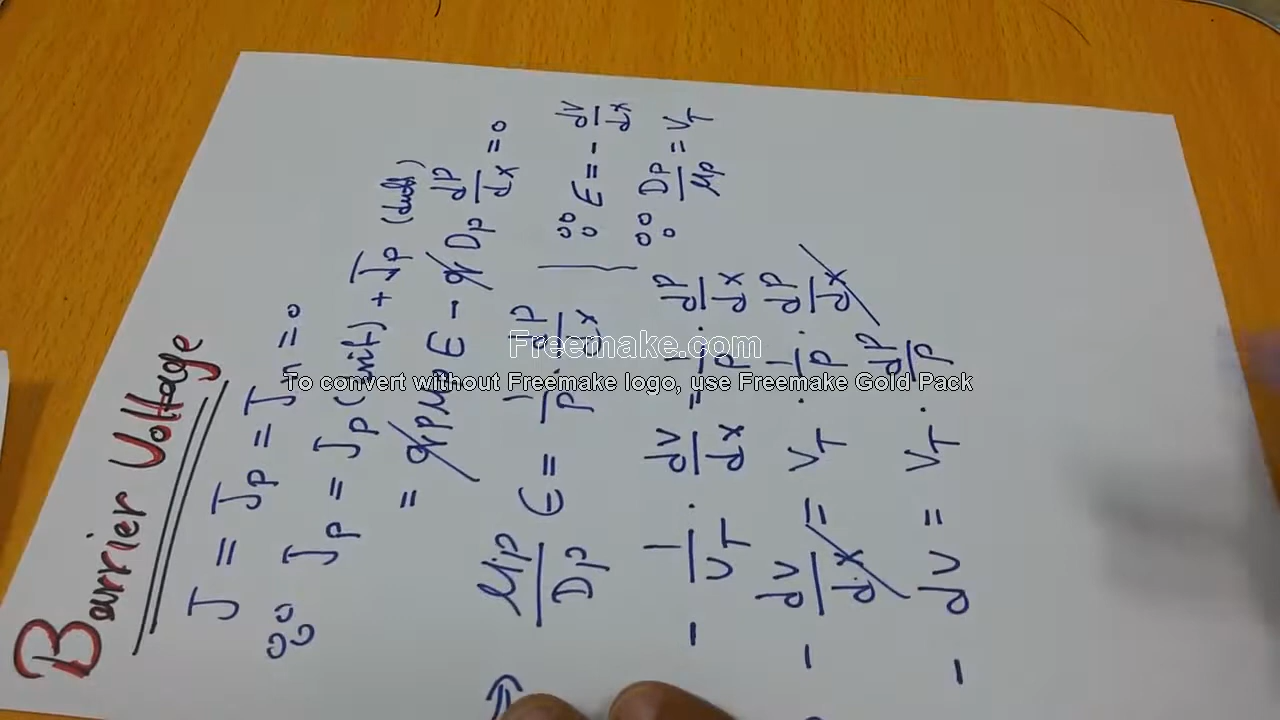 Barrier Voltage
J = Jp = Jn = 0
∵ Jp = Jp (drift) + Jp (diff)
= qpμpE - qDp dp/dx = 0
⇒ μp/Dp E = 1/p · dp/dx
∵ E = - dV/dx
∵ Dp/μp = VT
- 1/VT · dV/dx = 1/p · dp/dx
- dV/dx = VT · 1/p · dp/dx
- dV = VT · dp/p
Freemake.com
To convert without Freemake logo, use Freemake Gold Pack